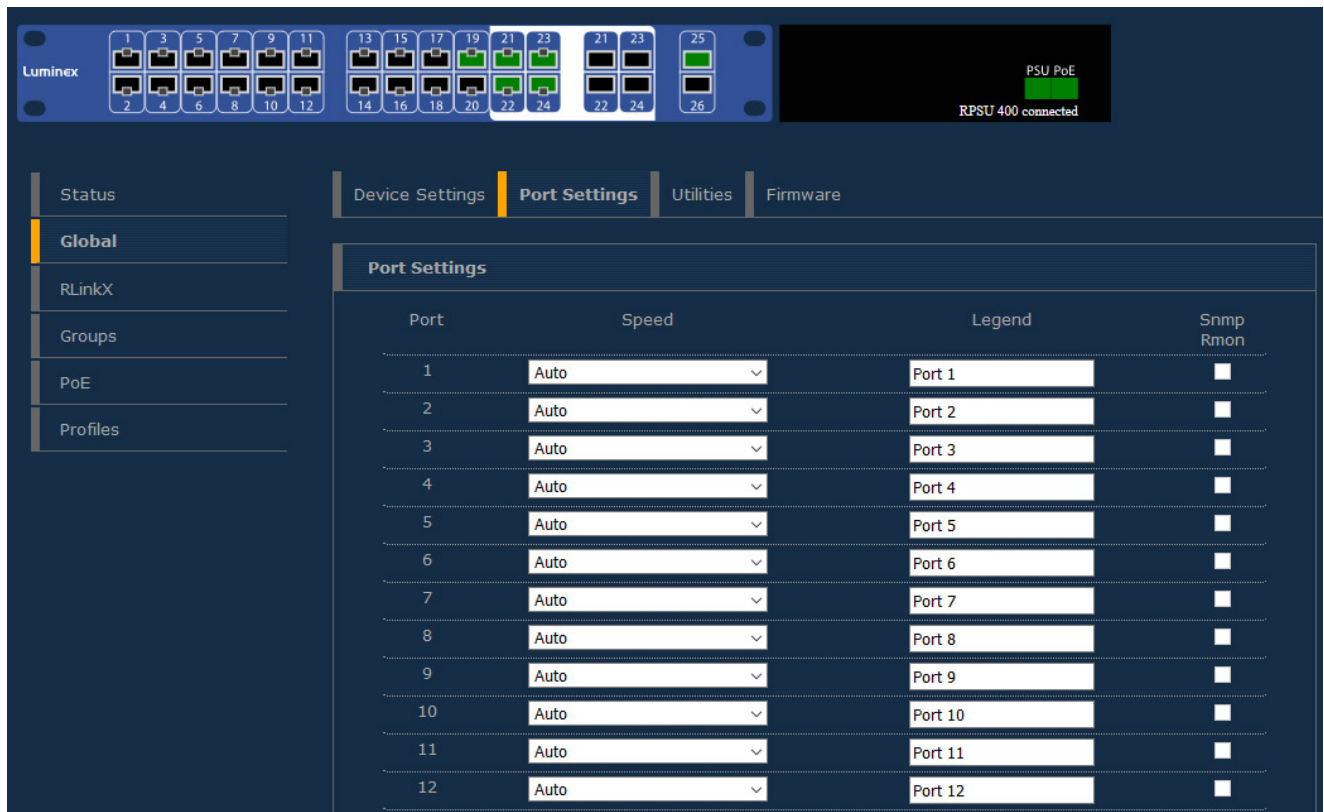 1 3 5 7 9 11 13 15 17 19 21 23 21 23 25
Luminex
PSU PoE
2 4 6 8 10 12 14 16 18 20 22 24 22 24 26
RPSU 400 connected
Status
Global
RLinkX
Groups
PoE
Profiles
Device Settings Port Settings Utilities Firmware
Port Settings
Port Speed Legend Snmp
Rmon
1 Auto Port 1
2 Auto Port 2
3 Auto Port 3
4 Auto Port 4
5 Auto Port 5
6 Auto Port 6
7 Auto Port 7
8 Auto Port 8
9 Auto Port 9
10 Auto Port 10
11 Auto Port 11
12 Auto Port 12